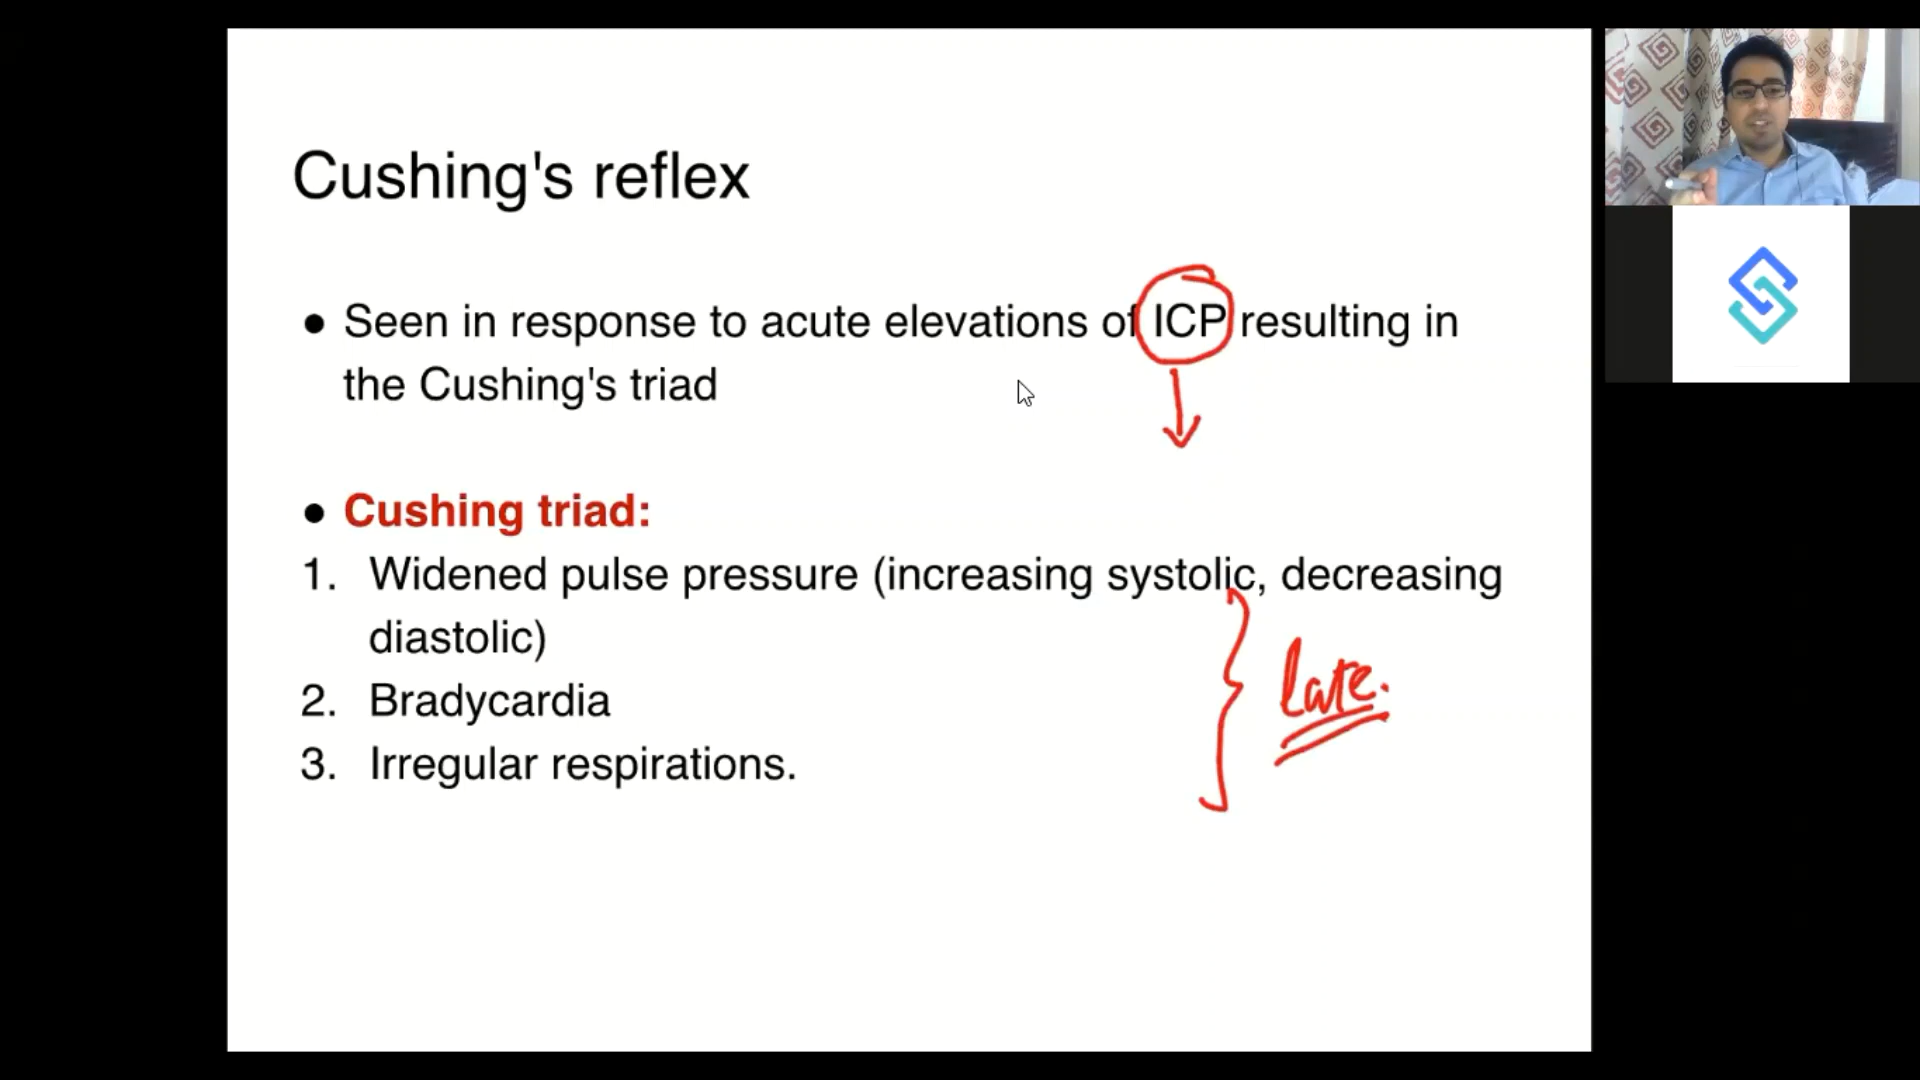 Cushing's reflex
● Seen in response to acute elevations of ICP resulting in
the Cushing's triad
● Cushing triad:
1. Widened pulse pressure (increasing systolic, decreasing
diastolic)
late.
2. Bradycardia
3. Irregular respirations.